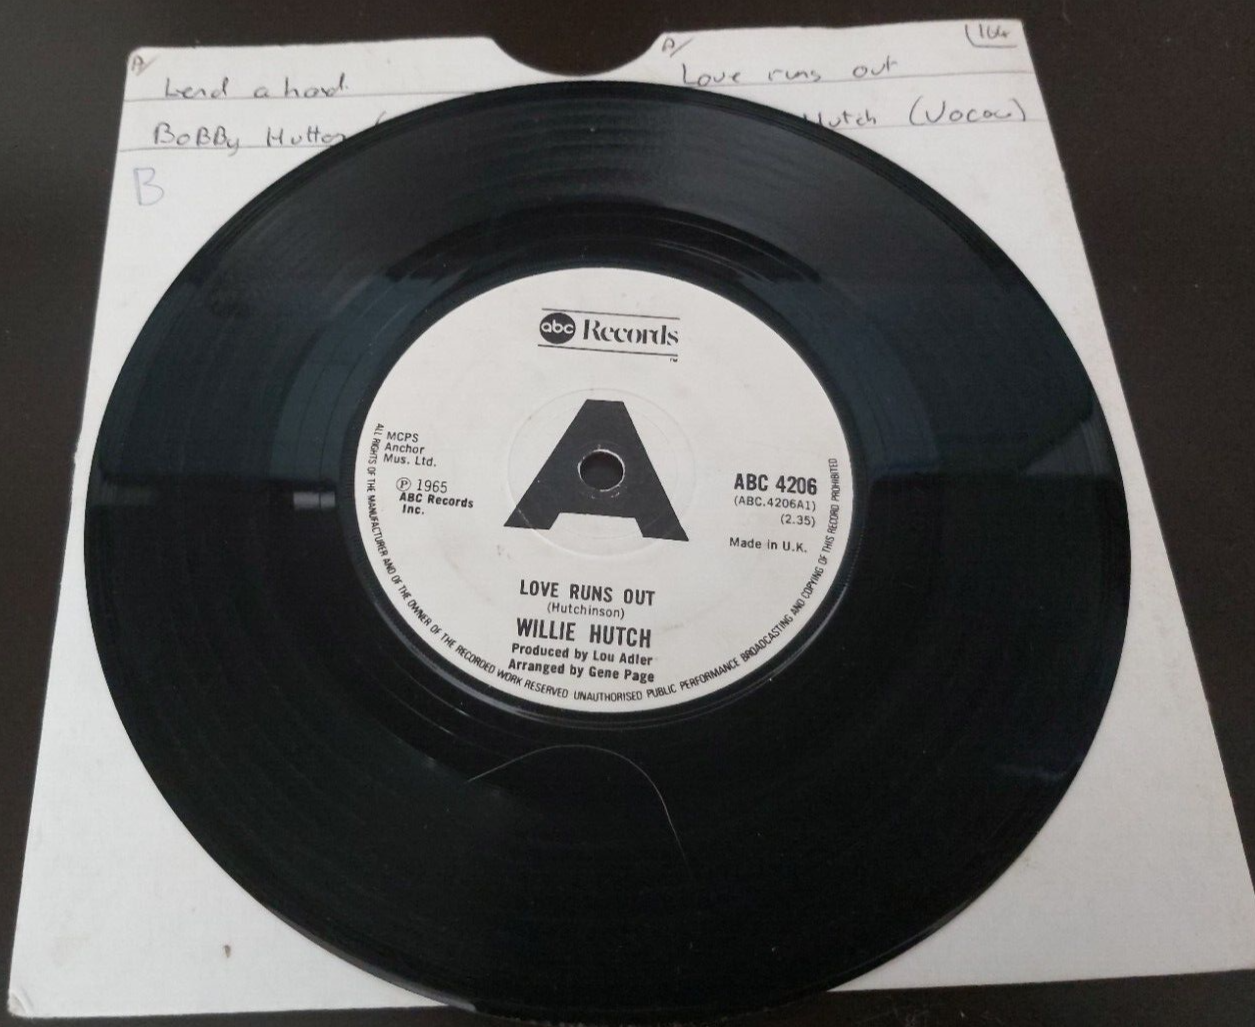 A/
Lend a hand.
BoBBy Hutton (
B
A/
Love runs out
Hutch (Vocal)
abc Records
TM
A
MCPS
Anchor
Mus. Ltd.
Ⓟ 1965
ABC Records
Inc.
ABC 4206
(ABC.4206A1)
(2.35)
Made in U.K.
LOVE RUNS OUT
(Hutchinson)
WILLIE HUTCH
Produced by Lou Adler
Arranged by Gene Page
ALL RIGHTS OF THE MANUFACTURER AND OF THE OWNER OF THE RECORDED WORK RESERVED UNAUTHORISED PUBLIC PERFORMANCE BROADCASTING AND COPYING OF THIS RECORD PROHIBITED